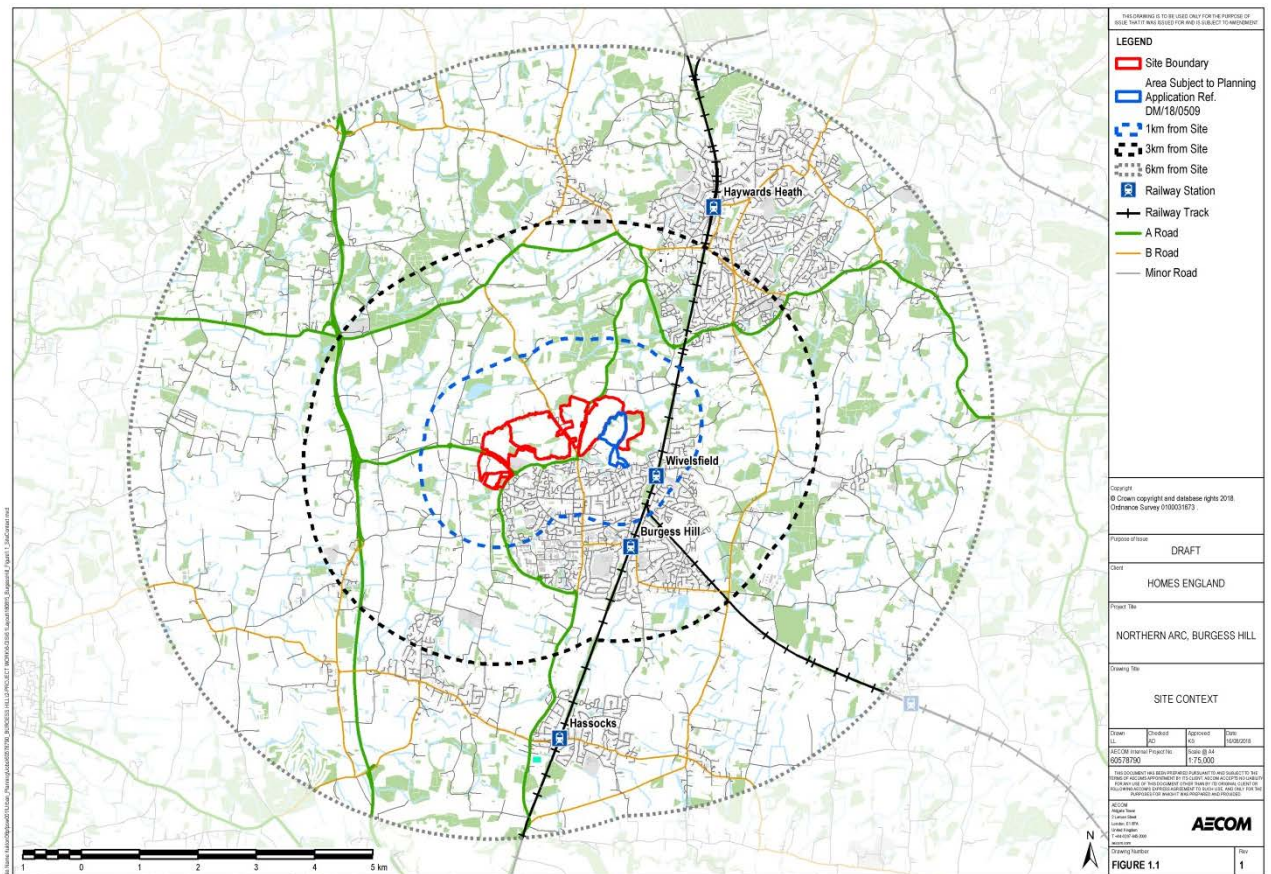 Haywards Heath
Wivelsfield
Burgess Hill
Hassocks
1 0 1 2 3 4 5 km
N
THIS DRAWING IS TO BE USED ONLY FOR THE PURPOSE OF
ISSUE THAT IT WAS ISSUED FOR AND IS SUBJECT TO AMENDMENT
LEGEND
Site Boundary
Area Subject to Planning
Application Ref.
DM/18/0509
1km from Site
3km from Site
6km from Site
Railway Station
Railway Track
A Road
B Road
Minor Road
Copyright
© Crown copyright and database rights 2018.
Ordnance Survey 0100031673 .
Purpose of Issue
DRAFT
Client
HOMES ENGLAND
Project Title
NORTHERN ARC, BURGESS HILL
Drawing Title
SITE CONTEXT
Drawn Checked Approved Date
AECOM Internal Project No. Scale @ A4
60578790 1:75,000
AECOM
AECOM
Drawing Number Rev
FIGURE 1.1 1